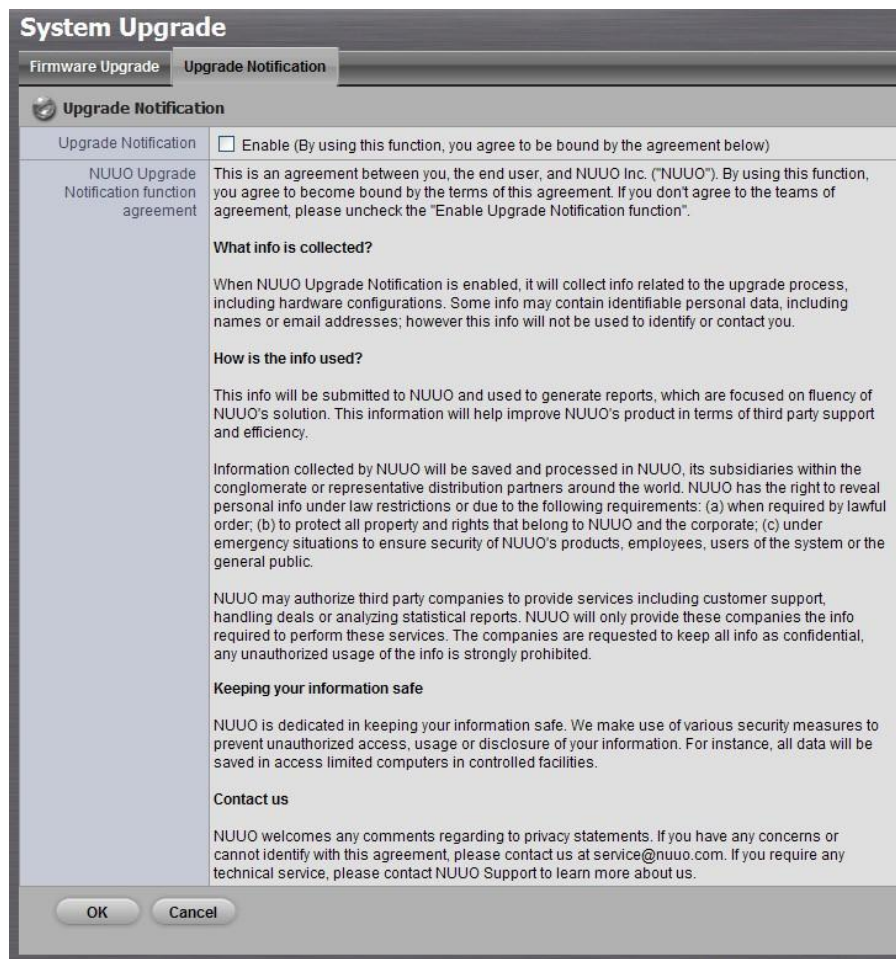 System Upgrade
Firmware Upgrade
Upgrade Notification
Upgrade Notification
Upgrade Notification
Enable (By using this function, you agree to be bound by the agreement below)
NUUO Upgrade
Notification function
agreement
This is an agreement between you, the end user, and NUUO Inc. ("NUUO"). By using this function,
you agree to become bound by the terms of this agreement. If you don't agree to the teams of
agreement, please uncheck the "Enable Upgrade Notification function".
What info is collected?
When NUUO Upgrade Notification is enabled, it will collect info related to the upgrade process,
including hardware configurations. Some info may contain identifiable personal data, including
names or email addresses; however this info will not be used to identify or contact you.
How is the info used?
This info will be submitted to NUUO and used to generate reports, which are focused on fluency of
NUUO's solution. This information will help improve NUUO's product in terms of third party support
and efficiency.
Information collected by NUUO will be saved and processed in NUUO, its subsidiaries within the
conglomerate or representative distribution partners around the world. NUUO has the right to reveal
personal info under law restrictions or due to the following requirements: (a) when required by lawful
order; (b) to protect all property and rights that belong to NUUO and the corporate; (c) under
emergency situations to ensure security of NUUO's products, employees, users of the system or the
general public.
NUUO may authorize third party companies to provide services including customer support,
handling deals or analyzing statistical reports. NUUO will only provide these companies the info
required to perform these services. The companies are requested to keep all info as confidential,
any unauthorized usage of the info is strongly prohibited.
Keeping your information safe
NUUO is dedicated in keeping your information safe. We make use of various security measures to
prevent unauthorized access, usage or disclosure of your information. For instance, all data will be
saved in access limited computers in controlled facilities.
Contact us
NUUO welcomes any comments regarding to privacy statements. If you have any concerns or
cannot identify with this agreement, please contact us at service@nuuo.com. If you require any
technical service, please contact NUUO Support to learn more about us.
OK
Cancel